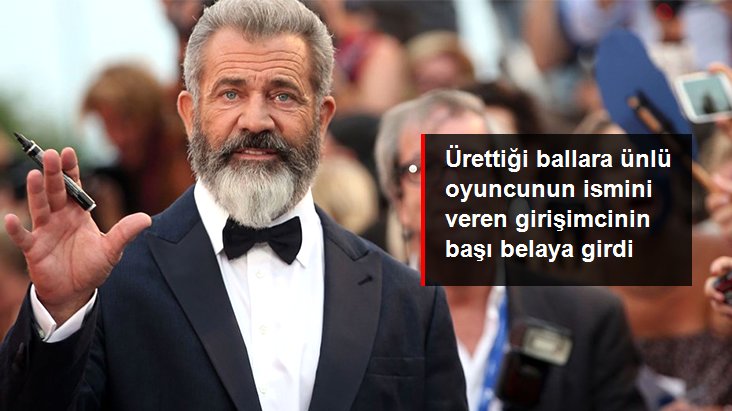 Ürettiği ballara ünlü
oyuncunun ismini
veren girişimcinin
başı belaya girdi